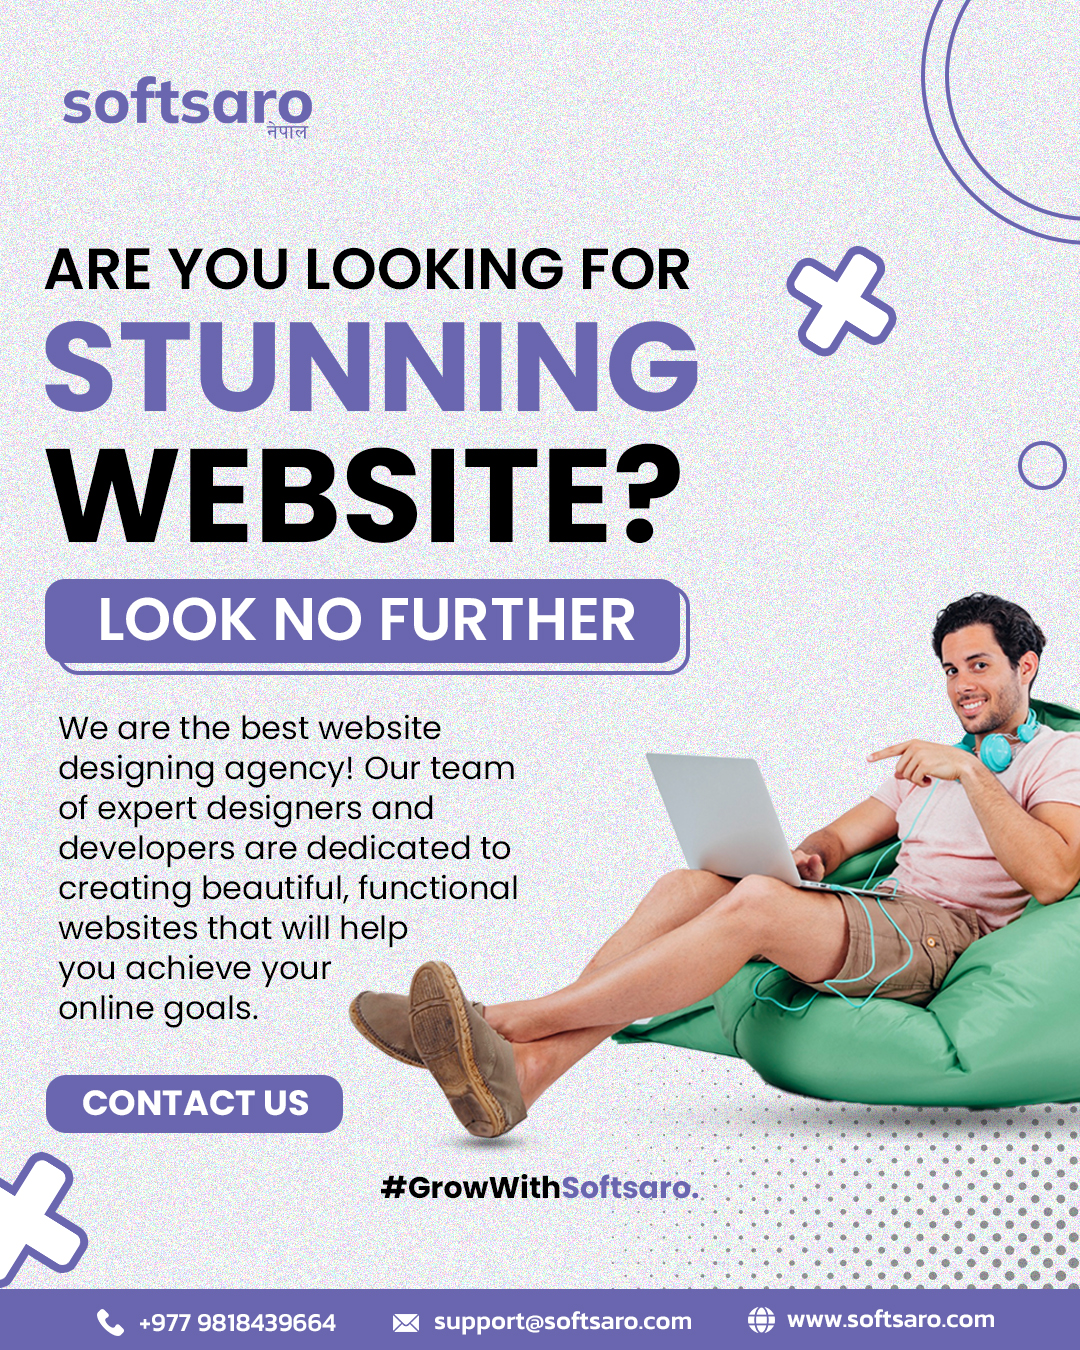 softsaro
नेपाल
ARE YOU LOOKING FOR
STUNNING
WEBSITE?
LOOK NO FURTHER
We are the best website
designing agency! Our team
of expert designers and
developers are dedicated to
creating beautiful, functional
websites that will help
you achieve your
online goals.
CONTACT US
#GrowWithSoftsaro.
+977 9818439664 support@softsaro.com www.softsaro.com